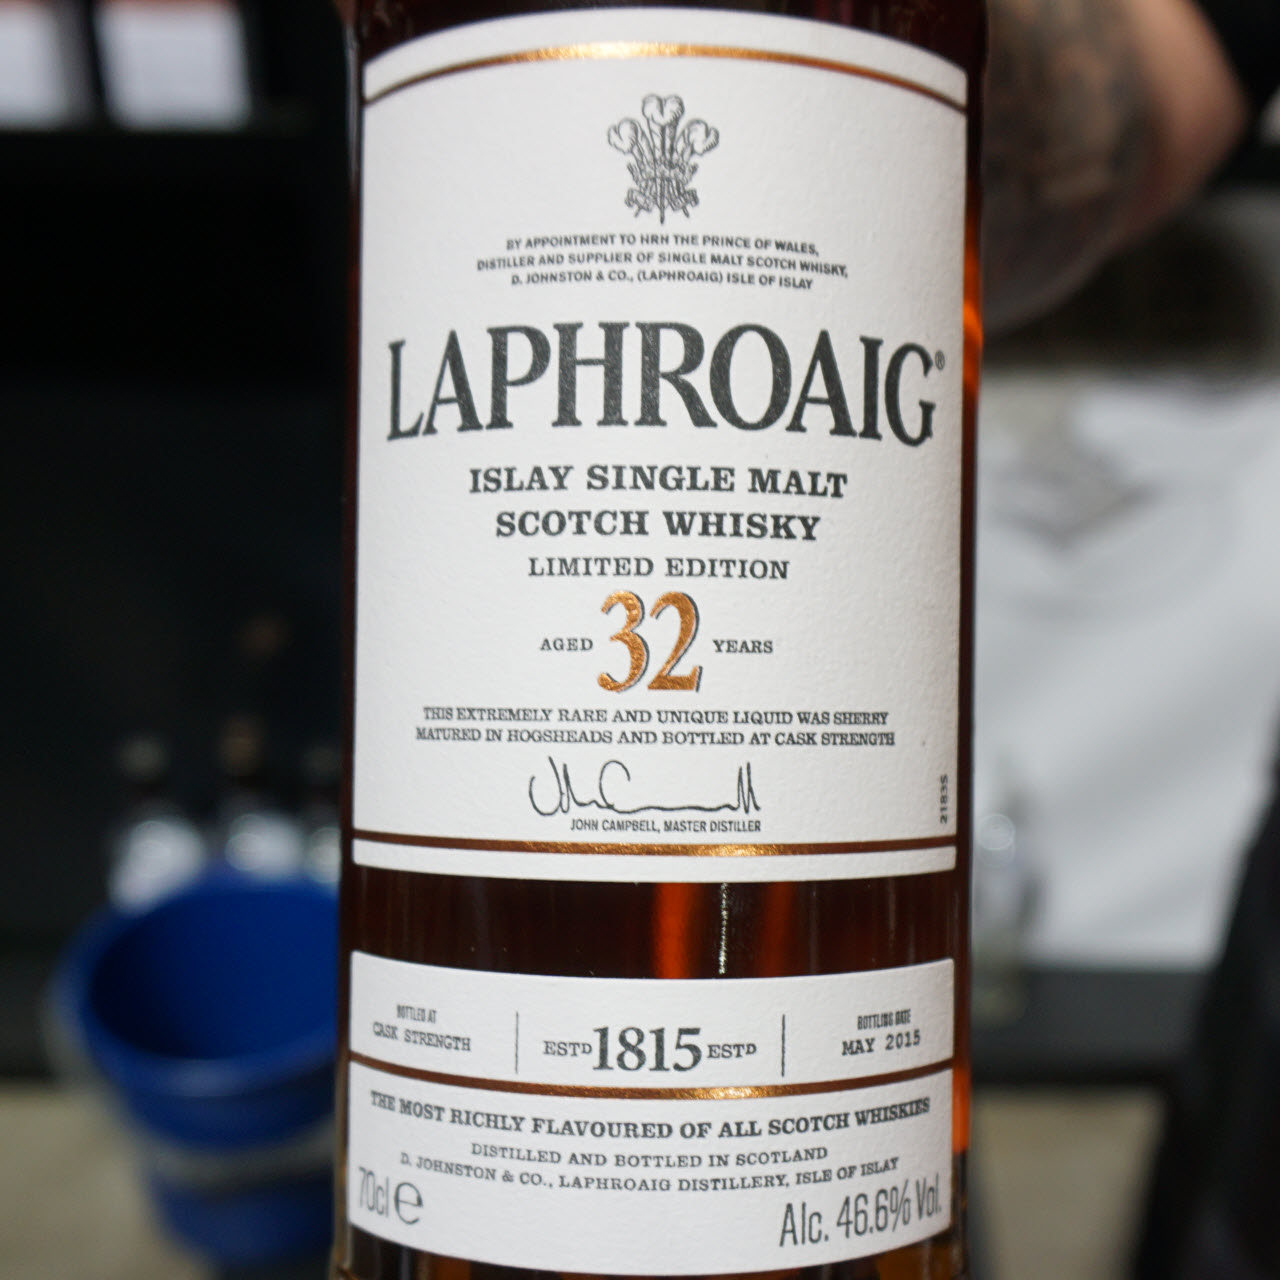 BY APPOINTMENT TO HRH THE PRINCE OF WALES,
DISTILLER AND SUPPLIER OF SINGLE MALT SCOTCH WHISKY,
D. JOHNSTON & CO., (LAPHROAIG) ISLE OF ISLAY
LAPHROAIG®
ISLAY SINGLE MALT
SCOTCH WHISKY
LIMITED EDITION
AGED 32 YEARS
THIS EXTREMELY RARE AND UNIQUE LIQUID WAS SHERRY
MATURED IN HOGSHEADS AND BOTTLED AT CASK STRENGTH
John Campbell
JOHN CAMPBELL, MASTER DISTILLER
2183S
BOTTLED AT
CASK STRENGTH
ESTD 1815 ESTD
BOTTLING DATE
MAY 2015
THE MOST RICHLY FLAVOURED OF ALL SCOTCH WHISKIES
DISTILLED AND BOTTLED IN SCOTLAND
D. JOHNSTON & CO., LAPHROAIG DISTILLERY, ISLE OF ISLAY
70cl e
Alc. 46.6% Vol.